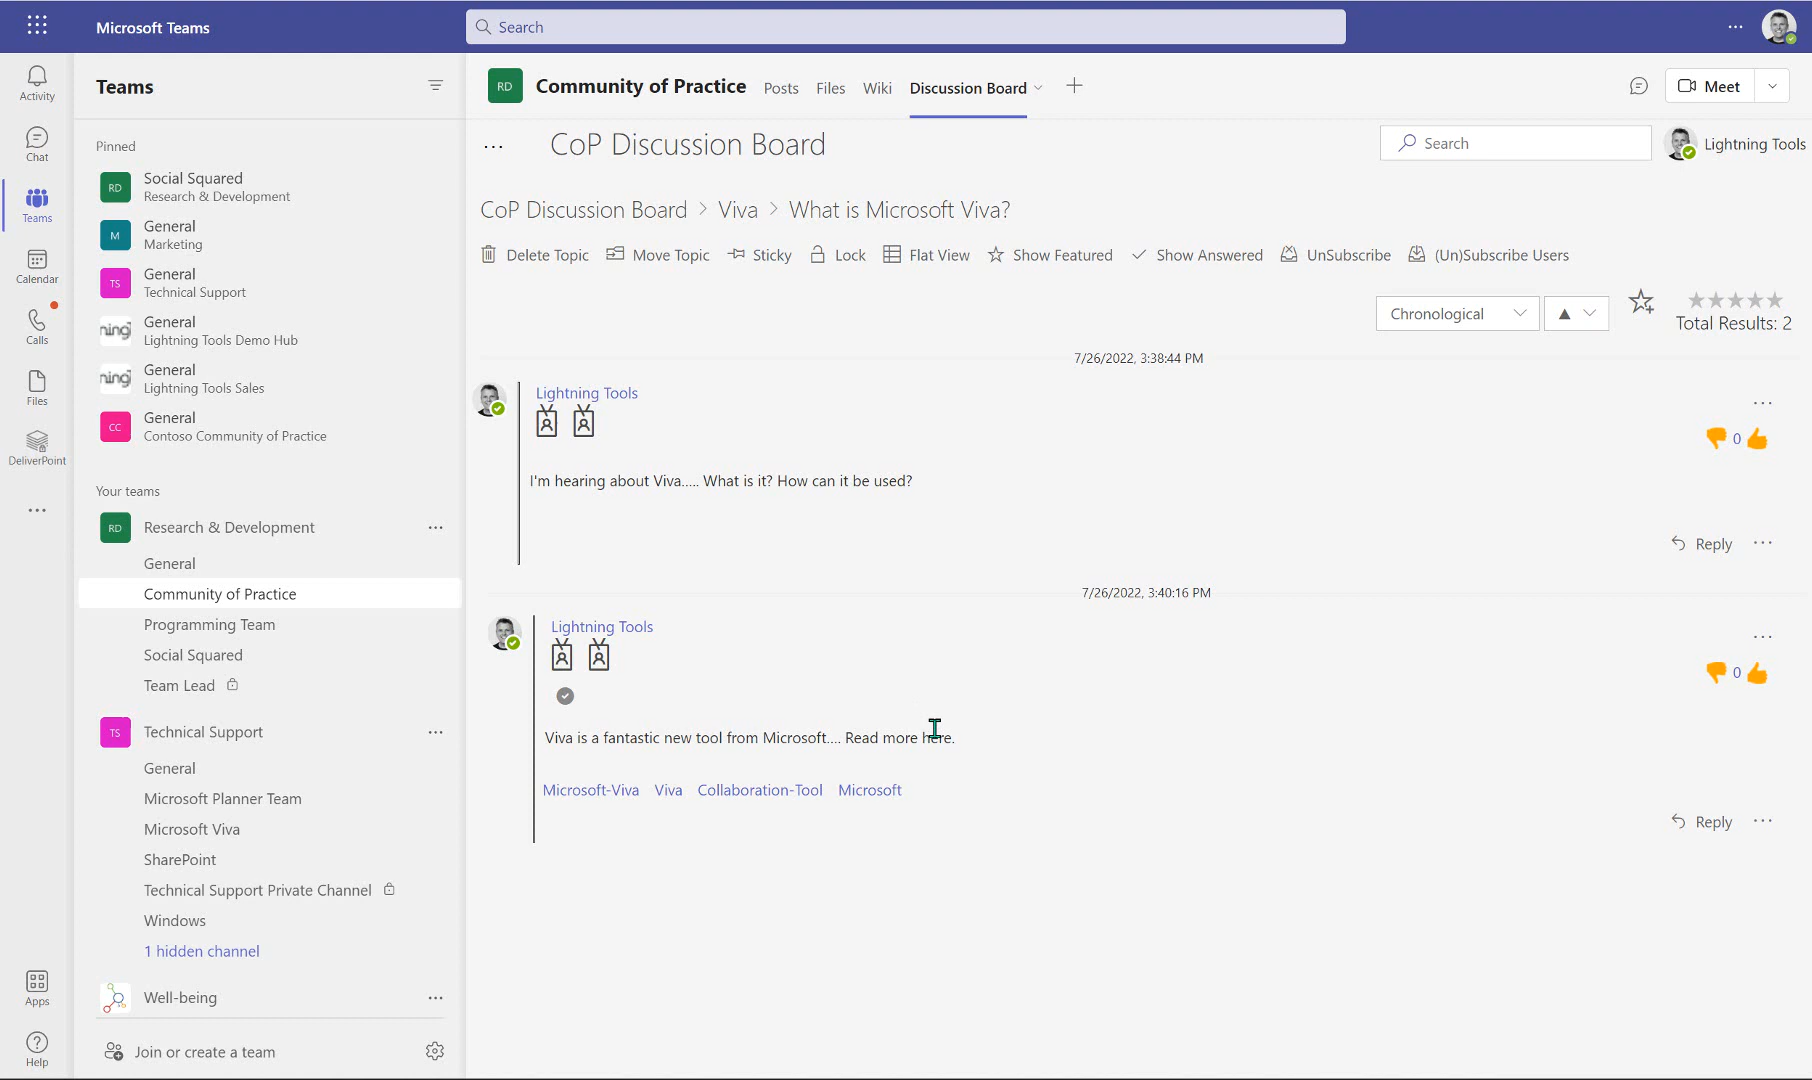 Microsoft Teams
Search
Activity
Chat
Teams
Calendar
Calls
Files
DeliverPoint
Apps
Help
Teams
Pinned
RD
Social Squared
Research & Development
M
General
Marketing
TS
General
Technical Support
ning
General
Lightning Tools Demo Hub
ning
General
Lightning Tools Sales
CC
General
Contoso Community of Practice
Your teams
RD
Research & Development
General
Community of Practice
Programming Team
Social Squared
Team Lead
TS
Technical Support
General
Microsoft Planner Team
Microsoft Viva
SharePoint
Technical Support Private Channel
Windows
1 hidden channel
Well-being
Join or create a team
RD Community of Practice Posts Files Wiki Discussion Board
Meet
CoP Discussion Board
Search
Lightning Tools
CoP Discussion Board > Viva > What is Microsoft Viva?
Delete Topic Move Topic Sticky Lock Flat View Show Featured Show Answered UnSubscribe (Un)Subscribe Users
Chronological
Total Results: 2
7/26/2022, 3:38:44 PM
Lightning Tools
0
I'm hearing about Viva..... What is it? How can it be used?
Reply
7/26/2022, 3:40:16 PM
Lightning Tools
0
Viva is a fantastic new tool from Microsoft.... Read more here.
Microsoft-Viva Viva Collaboration-Tool Microsoft
Reply